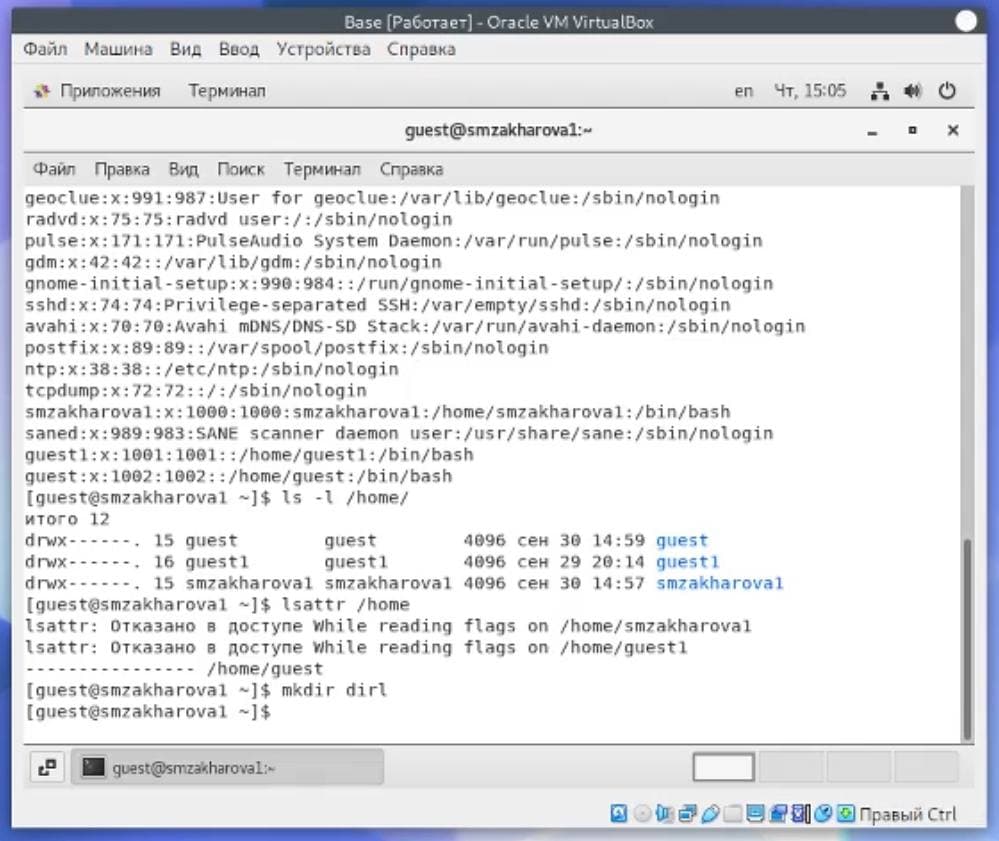 Base [Работает] - Oracle VM VirtualBox
Файл Машина Вид Ввод Устройства Справка
Приложения Терминал en Чт, 15:05
guest@smzakharova1:~
Файл Правка Вид Поиск Терминал Справка
geoclue:x:991:987:User for geoclue:/var/lib/geoclue:/sbin/nologin
radvd:x:75:75:radvd user:/:/sbin/nologin
pulse:x:171:171:PulseAudio System Daemon:/var/run/pulse:/sbin/nologin
gdm:x:42:42::/var/lib/gdm:/sbin/nologin
gnome-initial-setup:x:990:984::/run/gnome-initial-setup/:/sbin/nologin
sshd:x:74:74:Privilege-separated SSH:/var/empty/sshd:/sbin/nologin
avahi:x:70:70:Avahi mDNS/DNS-SD Stack:/var/run/avahi-daemon:/sbin/nologin
postfix:x:89:89::/var/spool/postfix:/sbin/nologin
ntp:x:38:38::/etc/ntp:/sbin/nologin
tcpdump:x:72:72::/:/sbin/nologin
smzakharova1:x:1000:1000:smzakharova1:/home/smzakharova1:/bin/bash
saned:x:989:983:SANE scanner daemon user:/usr/share/sane:/sbin/nologin
guest1:x:1001:1001::/home/guest1:/bin/bash
guest:x:1002:1002::/home/guest:/bin/bash
[guest@smzakharova1 ~]$ ls -l /home/
итого 12
drwx------. 15 guest guest 4096 сен 30 14:59 guest
drwx------. 16 guest1 guest1 4096 сен 29 20:14 guest1
drwx------. 15 smzakharova1 smzakharova1 4096 сен 30 14:57 smzakharova1
[guest@smzakharova1 ~]$ lsattr /home
lsattr: Отказано в доступе While reading flags on /home/smzakharova1
lsattr: Отказано в доступе While reading flags on /home/guest1
---------------- /home/guest
[guest@smzakharova1 ~]$ mkdir dir1
[guest@smzakharova1 ~]$
guest@smzakharova1:~
Правый Ctrl